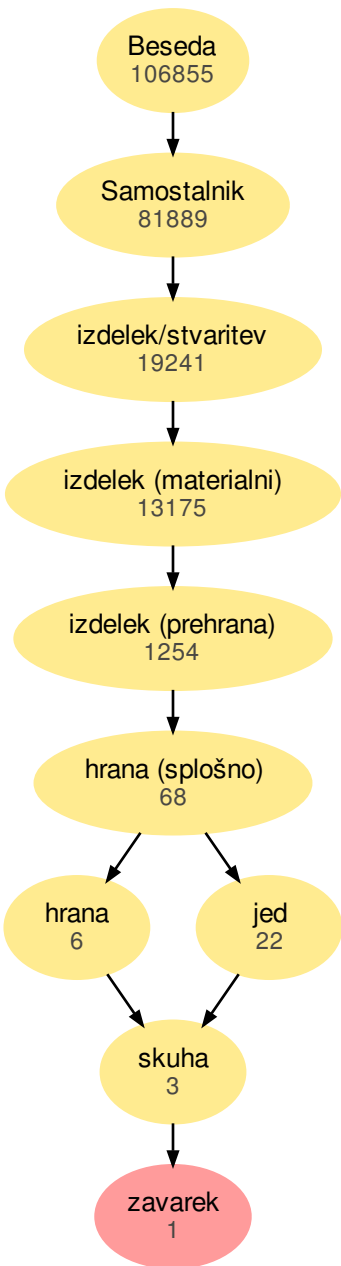 Beseda
106855
Samostalnik
81889
izdelek/stvaritev
19241
izdelek (materialni)
13175
izdelek (prehrana)
1254
hrana (splošno)
68
hrana
6
jed
22
skuha
3
zavarek
1